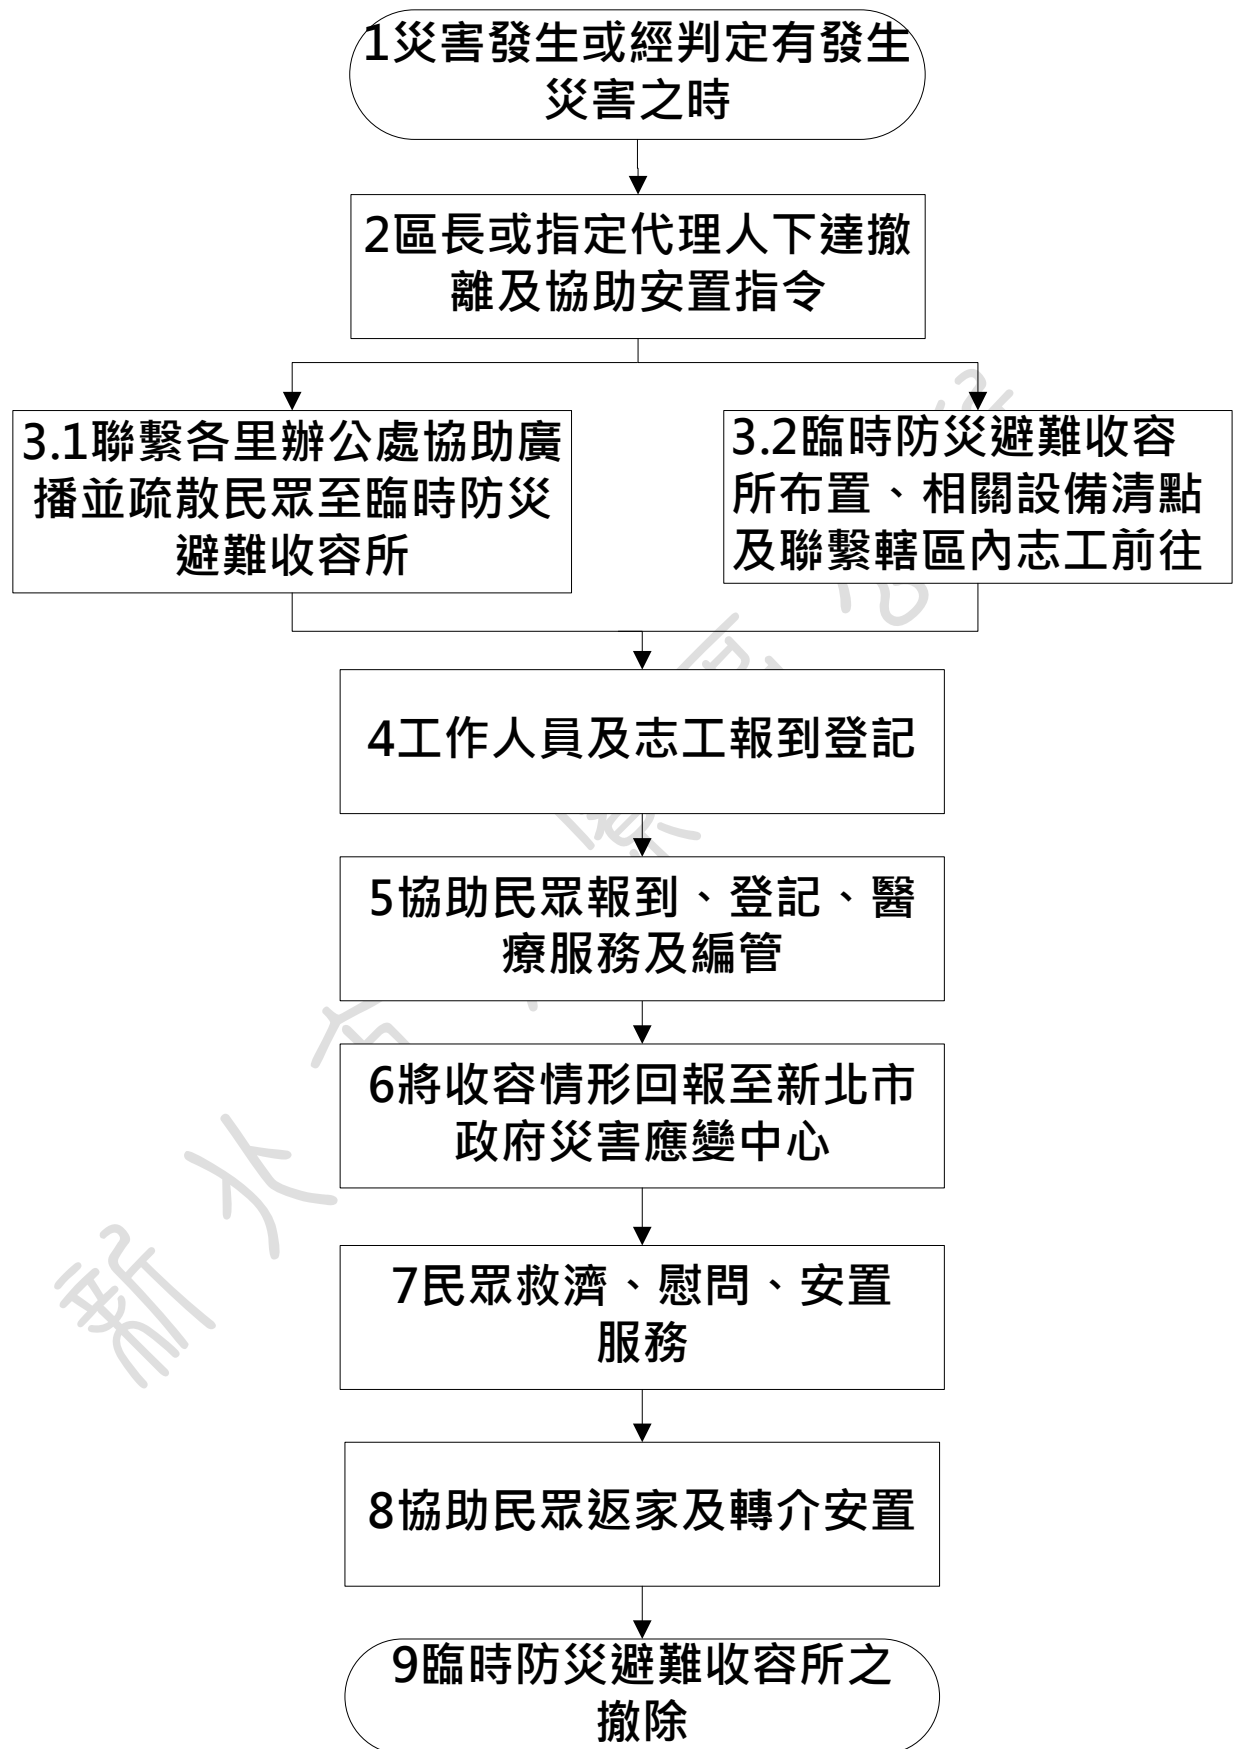 1災害發生或經判定有發生
災害之時
2區長或指定代理人下達撤
離及協助安置指令
3.1聯繫各里辦公處協助廣
播並疏散民眾至臨時防災
避難收容所
3.2臨時防災避難收容
所布置、相關設備清點
及聯繫轄區內志工前往
4工作人員及志工報到登記
5協助民眾報到、登記、醫
療服務及編管
6將收容情形回報至新北市
政府災害應變中心
7民眾救濟、慰問、安置
服務
8協助民眾返家及轉介安置
9臨時防災避難收容所之
撤除